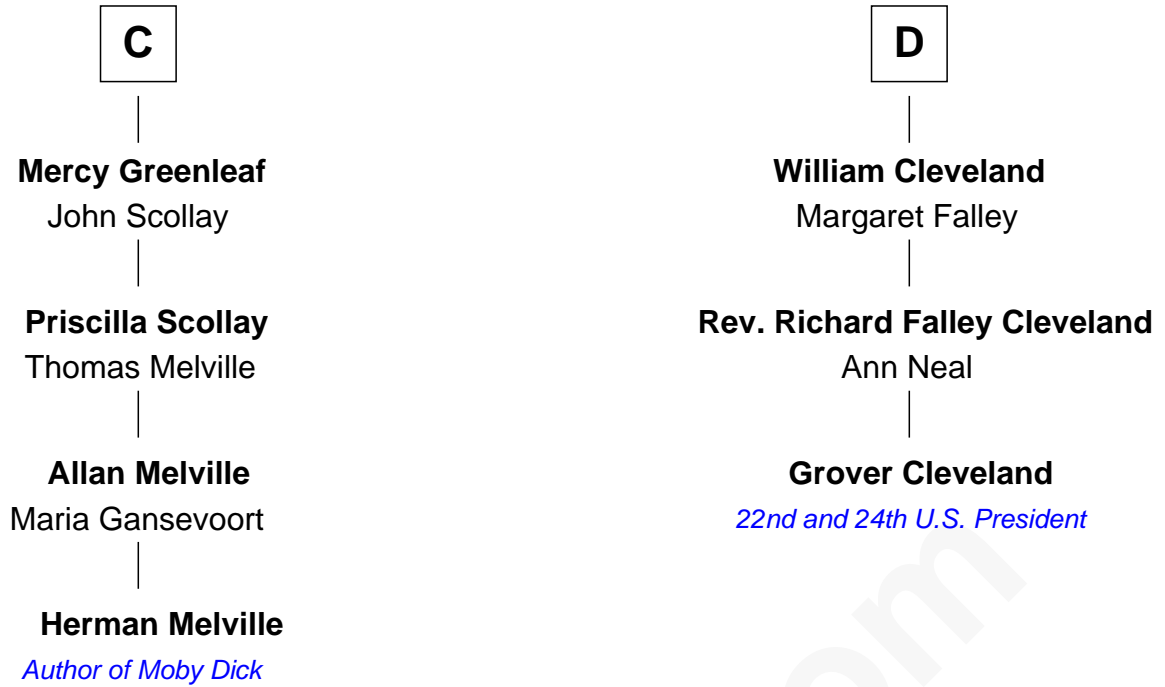 C
Mercy Greenleaf
John Scollay
Priscilla Scollay
Thomas Melville
Allan Melville
Maria Gansevoort
Herman Melville
Author of Moby Dick
D
William Cleveland
Margaret Falley
Rev. Richard Falley Cleveland
Ann Neal
Grover Cleveland
22nd and 24th U.S. President
om